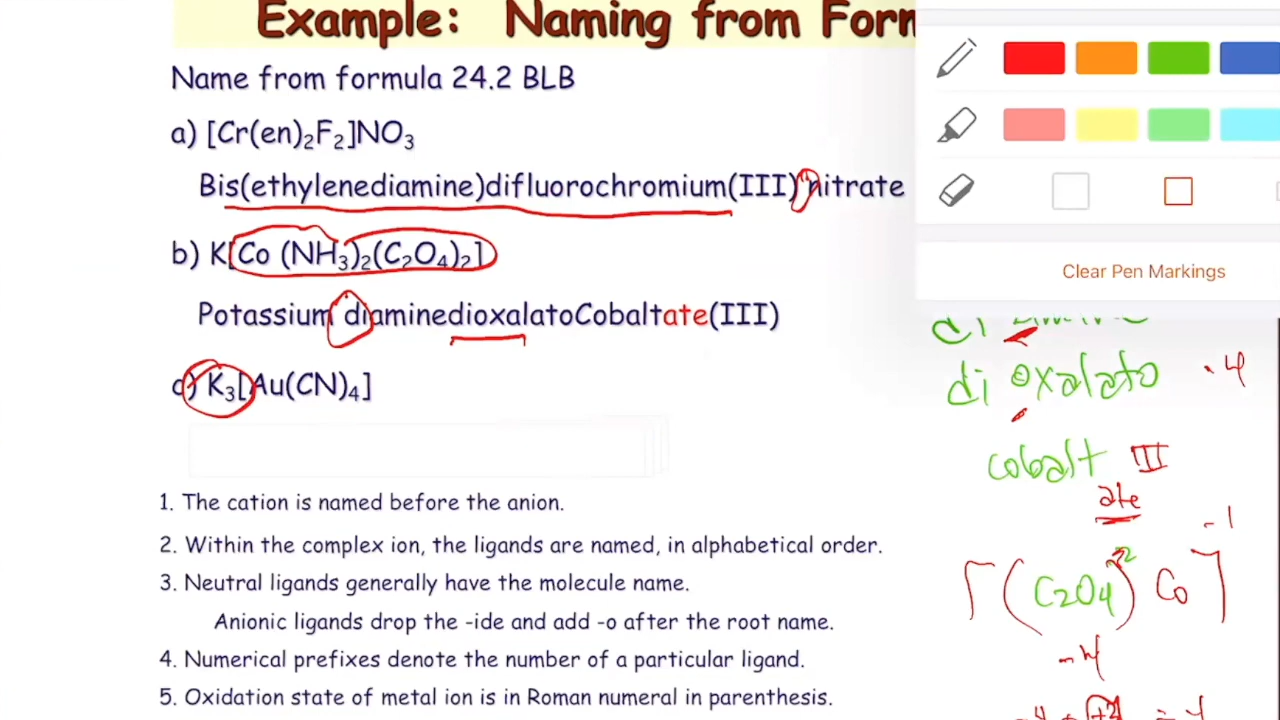 Example: Naming from Form
Name from formula 24.2 BLB
a) [Cr(en)₂F₂]NO₃
Bis(ethylenediamine)difluorochromium(III) nitrate
b) K[Co (NH₃)₂(C₂O₄)₂]
Potassium diaminedioxalatoCobaltate(III)
c) K₃[Au(CN)₄]
1. The cation is named before the anion.
2. Within the complex ion, the ligands are named, in alphabetical order.
3. Neutral ligands generally have the molecule name.
Anionic ligands drop the -ide and add -o after the root name.
4. Numerical prefixes denote the number of a particular ligand.
5. Oxidation state of metal ion is in Roman numeral in parenthesis.
Clear Pen Markings
di
di oxalato -4
cobalt III
ate
-1
[(C₂O₄)⁻² Co]
-4